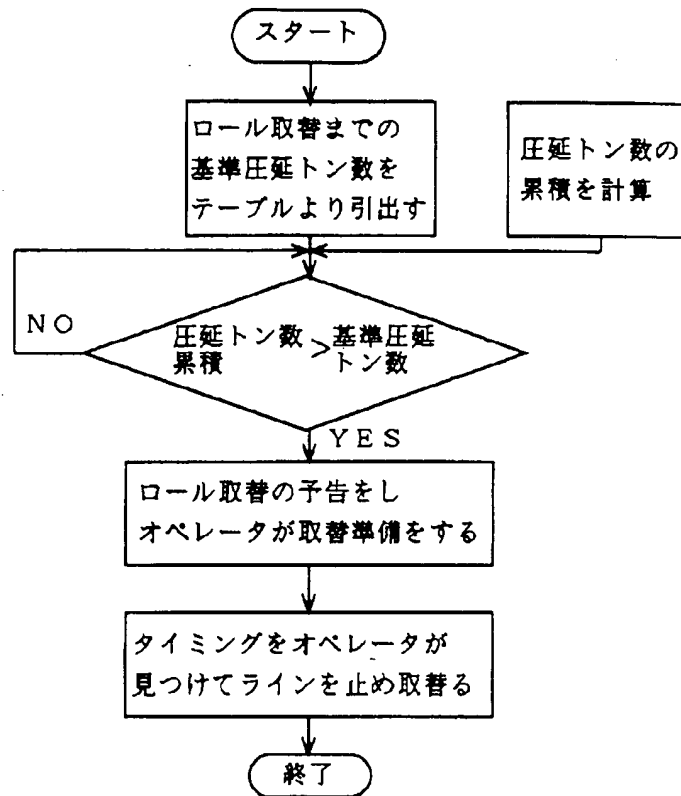 スタート
ロール取替までの
基準圧延トン数を
テーブルより引出す
圧延トン数の
累積を計算
NO
圧延トン数
累積
>
基準圧延
トン数
YES
ロール取替の予告をし
オペレータが取替準備をする
タイミングをオペレータが
見つけてラインを止め取替る
終了